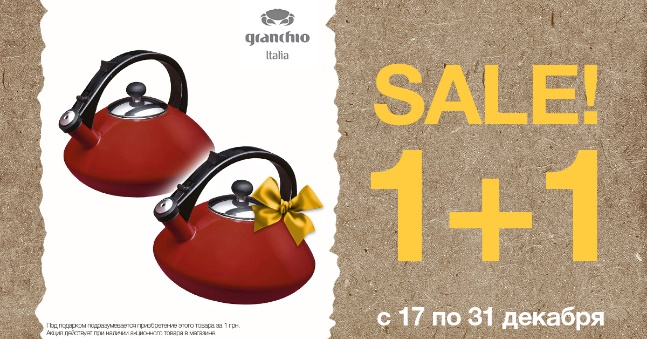 granchio
Italia
SALE!
1+1
с 17 по 31 декабря
Под подарком подразумевается приобретение этого товара за 1 грн.
Акция действует при наличии акционного товара в магазине